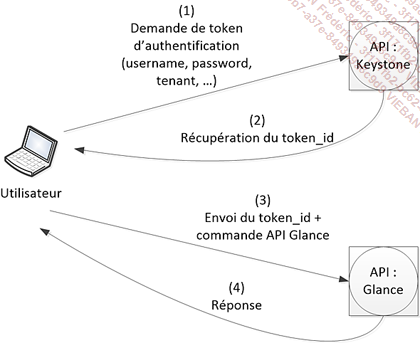 (1)
Demande de token
d'authentification
(username, password,
tenant, ...)
API :
Keystone
(2)
Récupération du token_id
Utilisateur
(3)
Envoi du token_id +
commande API Glance
(4)
Réponse
API :
Glance